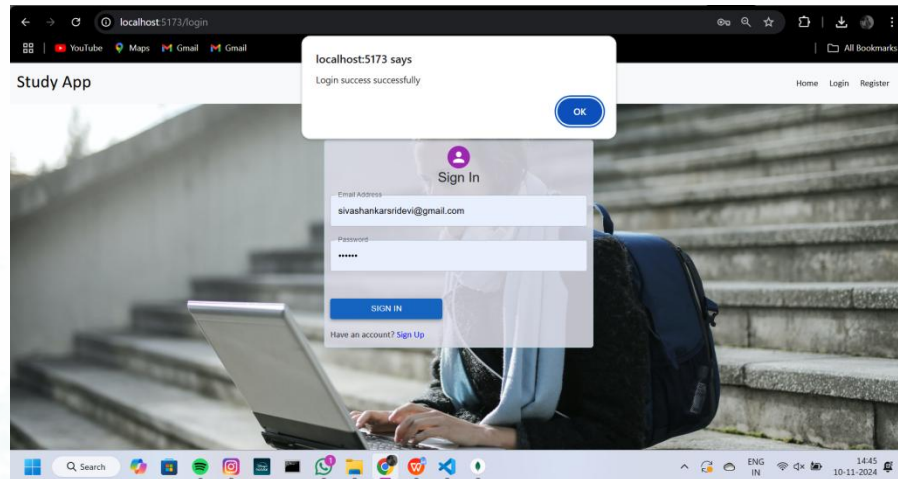 localhost:5173/login
YouTube Maps Gmail Gmail All Bookmarks
localhost:5173 says
Login success successfully
OK
Study App Home Login Register
Sign In
Email Address
sivashankarsridevi@gmail.com
Password
••••••
SIGN IN
Have an account? Sign Up
Search ENG 14:45
IN 10-11-2024